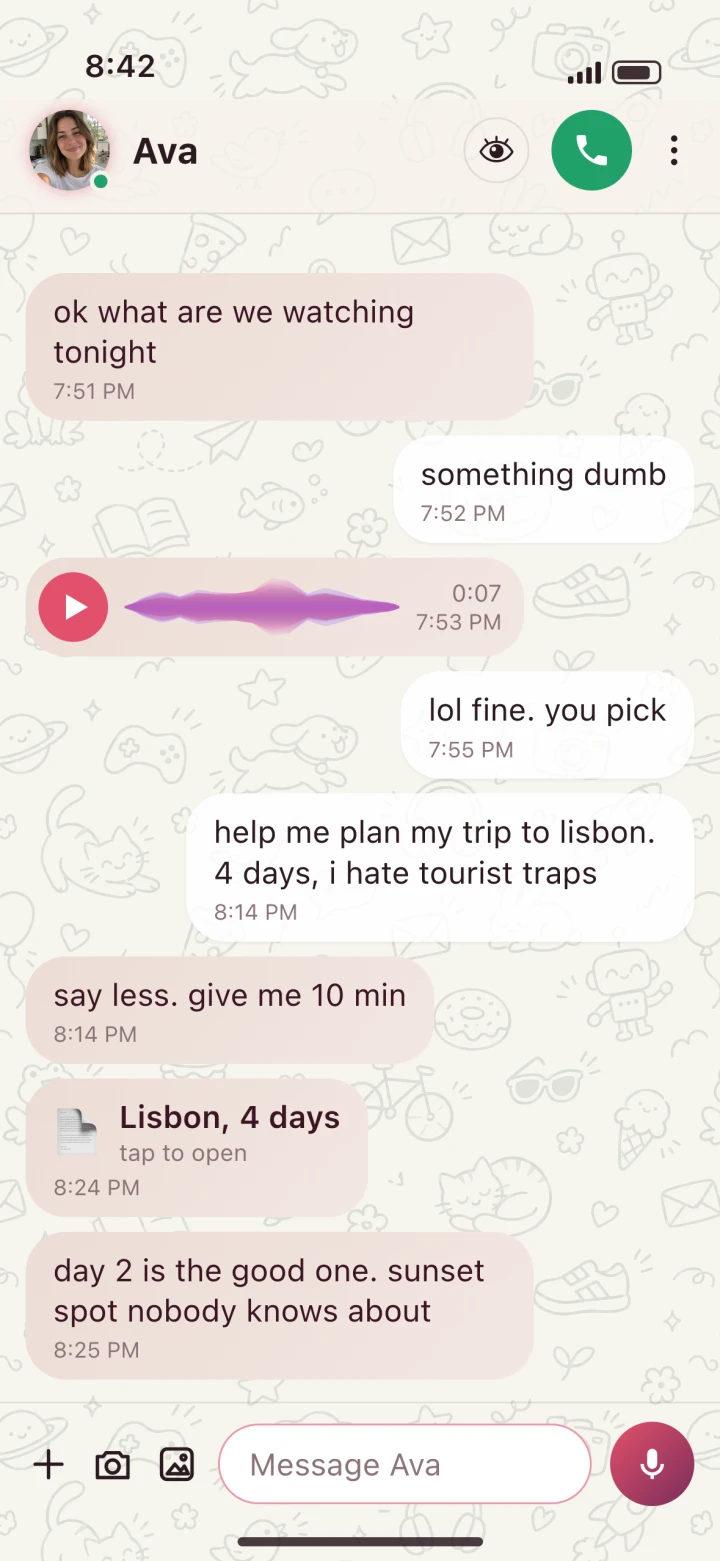 8:42
Ava
ok what are we watching
tonight
7:51 PM
something dumb
7:52 PM
0:07
7:53 PM
lol fine. you pick
7:55 PM
help me plan my trip to lisbon.
4 days, i hate tourist traps
8:14 PM
say less. give me 10 min
8:14 PM
Lisbon, 4 days
tap to open
8:24 PM
day 2 is the good one. sunset
spot nobody knows about
8:25 PM
Message Ava